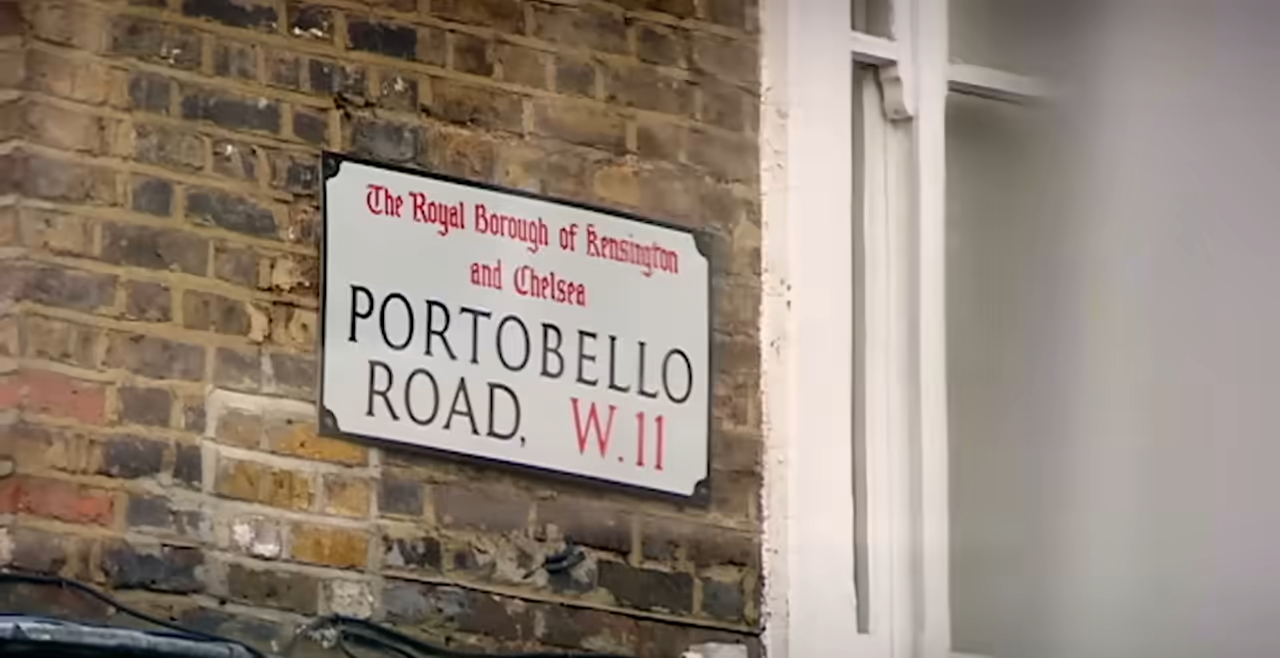 The Royal Borough of Kensington
and Chelsea
PORTOBELLO
ROAD, W.11